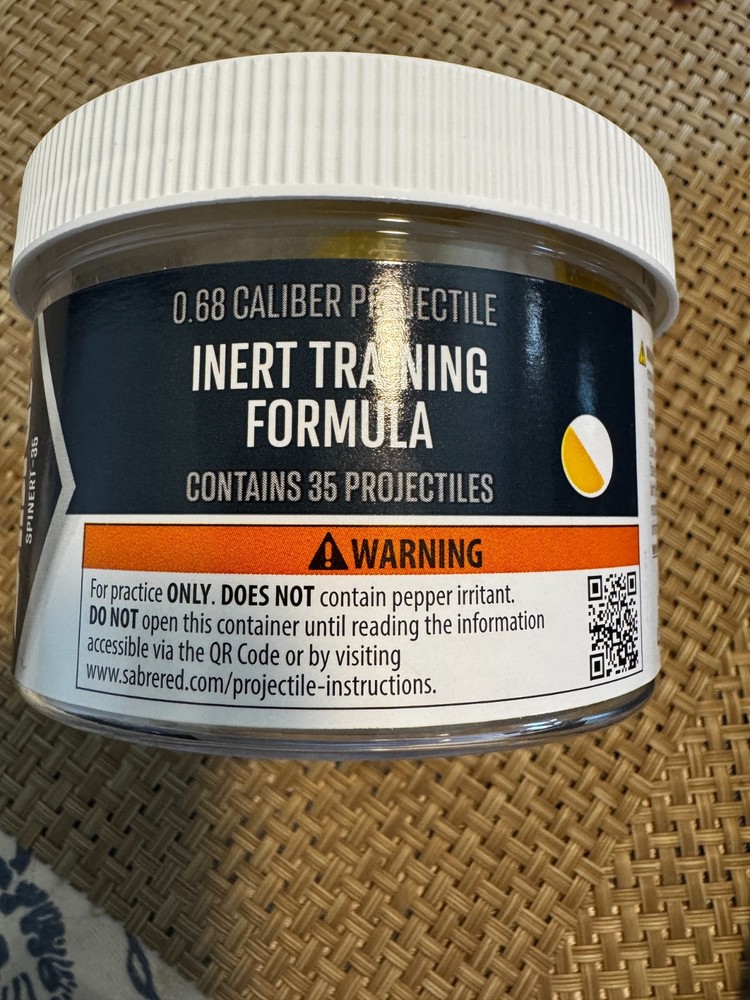 0.68 CALIBER PROJECTILE
INERT TRAINING
FORMULA
CONTAINS 35 PROJECTILES
WARNING
For practice ONLY. DOES NOT contain pepper irritant.
DO NOT open this container until reading the information
accessible via the QR Code or by visiting
www.sabrered.com/projectile-instructions.
SPINERT-35